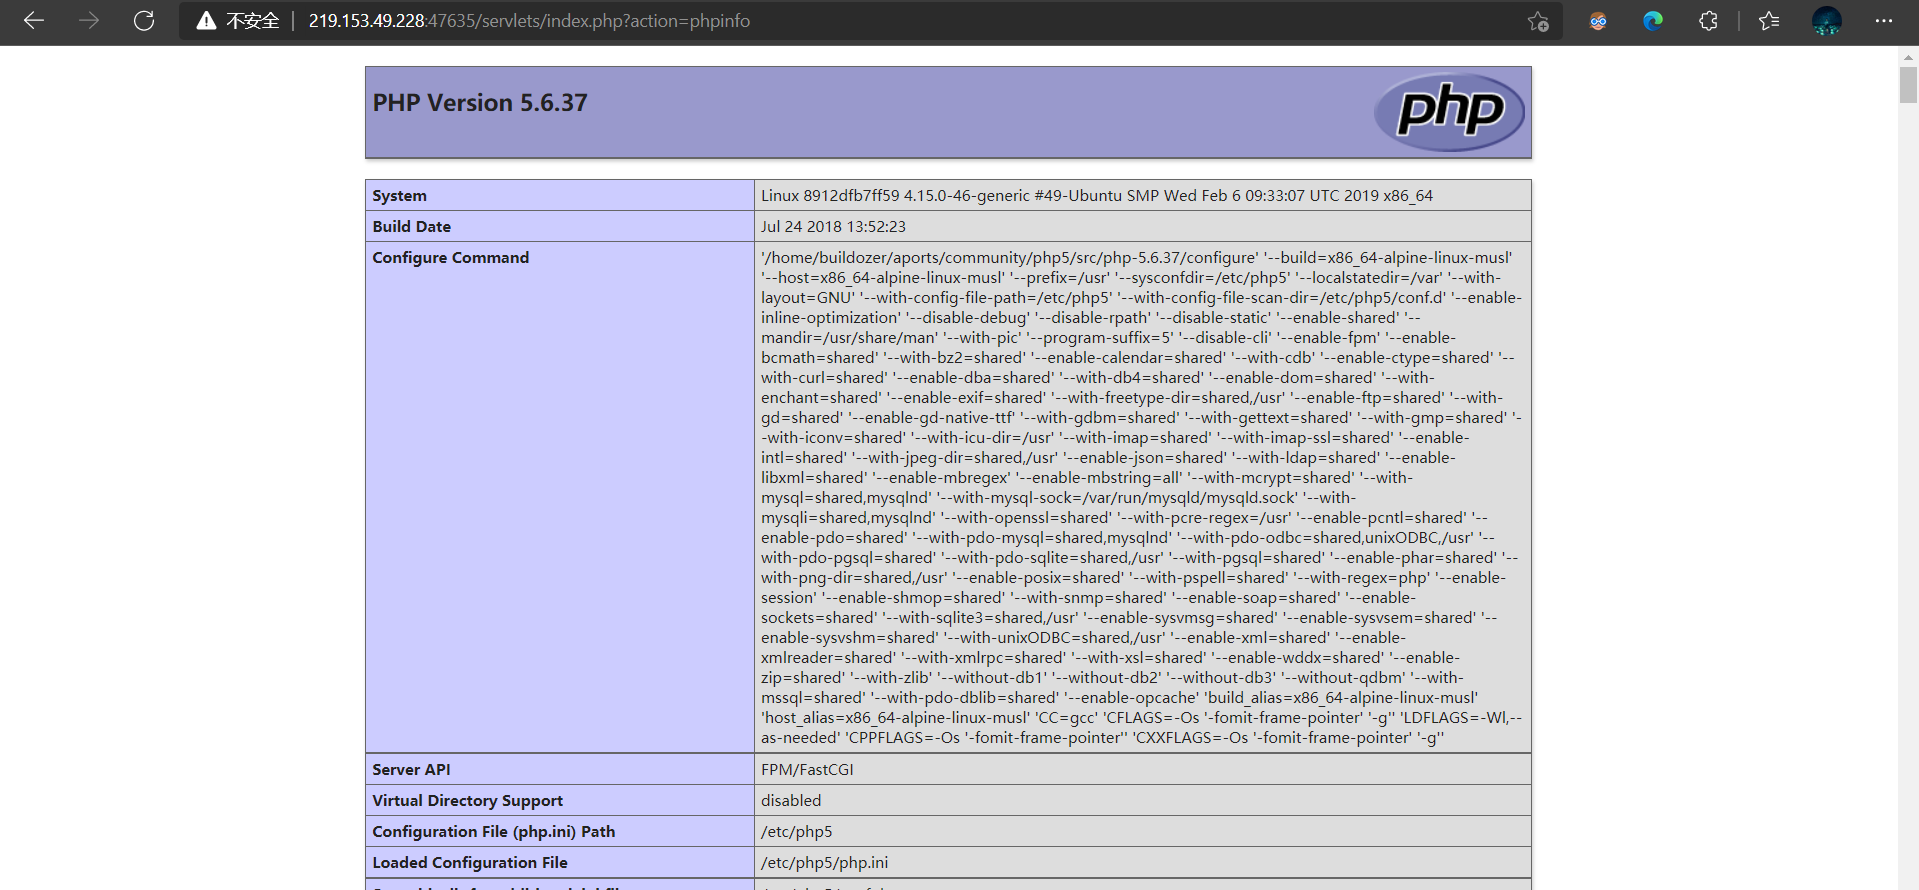 不安全 219.153.49.228:47635/servlets/index.php?action=phpinfo
PHP Version 5.6.37
php
System Linux 8912dfb7ff59 4.15.0-46-generic #49-Ubuntu SMP Wed Feb 6 09:33:07 UTC 2019 x86_64
Build Date Jul 24 2018 13:52:23
Configure Command '/home/buildozer/aports/community/php5/src/php-5.6.37/configure' '--build=x86_64-alpine-linux-musl'
'--host=x86_64-alpine-linux-musl' '--prefix=/usr' '--sysconfdir=/etc/php5' '--localstatedir=/var' '--with-
layout=GNU' '--with-config-file-path=/etc/php5' '--with-config-file-scan-dir=/etc/php5/conf.d' '--enable-
inline-optimization' '--disable-debug' '--disable-rpath' '--disable-static' '--enable-shared' '--
mandir=/usr/share/man' '--with-pic' '--program-suffix=5' '--disable-cli' '--enable-fpm' '--enable-
bcmath=shared' '--with-bz2=shared' '--enable-calendar=shared' '--with-cdb' '--enable-ctype=shared' '--
with-curl=shared' '--enable-dba=shared' '--with-db4=shared' '--enable-dom=shared' '--with-
enchant=shared' '--enable-exif=shared' '--with-freetype-dir=shared,/usr' '--enable-ftp=shared' '--with-
gd=shared' '--enable-gd-native-ttf' '--with-gdbm=shared' '--with-gettext=shared' '--with-gmp=shared' '-
-with-iconv=shared' '--with-icu-dir=/usr' '--with-imap=shared' '--with-imap-ssl=shared' '--enable-
intl=shared' '--with-jpeg-dir=shared,/usr' '--enable-json=shared' '--with-ldap=shared' '--enable-
libxml=shared' '--enable-mbregex' '--enable-mbstring=all' '--with-mcrypt=shared' '--with-
mysql=shared,mysqlnd' '--with-mysql-sock=/var/run/mysqld/mysqld.sock' '--with-
mysqli=shared,mysqlnd' '--with-openssl=shared' '--with-pcre-regex=/usr' '--enable-pcntl=shared' '--
enable-pdo=shared' '--with-pdo-mysql=shared,mysqlnd' '--with-pdo-odbc=shared,unixODBC,/usr' '--
with-pdo-pgsql=shared' '--with-pdo-sqlite=shared,/usr' '--with-pgsql=shared' '--enable-phar=shared' '--
with-png-dir=shared,/usr' '--enable-posix=shared' '--with-pspell=shared' '--with-regex=php' '--enable-
session' '--enable-shmop=shared' '--with-snmp=shared' '--enable-soap=shared' '--enable-
sockets=shared' '--with-sqlite3=shared,/usr' '--enable-sysvmsg=shared' '--enable-sysvsem=shared' '--
enable-sysvshm=shared' '--with-unixODBC=shared,/usr' '--enable-xml=shared' '--enable-
xmlreader=shared' '--with-xmlrpc=shared' '--with-xsl=shared' '--enable-wddx=shared' '--enable-
zip=shared' '--with-zlib' '--without-db1' '--without-db2' '--without-db3' '--without-qdbm' '--with-
mssql=shared' '--with-pdo-dblib=shared' '--enable-opcache' 'build_alias=x86_64-alpine-linux-musl'
'host_alias=x86_64-alpine-linux-musl' 'CC=gcc' 'CFLAGS=-Os '-fomit-frame-pointer' '-g'' 'LDFLAGS=-Wl,--
as-needed' 'CPPFLAGS=-Os '-fomit-frame-pointer'' 'CXXFLAGS=-Os '-fomit-frame-pointer' '-g''
Server API FPM/FastCGI
Virtual Directory Support disabled
Configuration File (php.ini) Path /etc/php5
Loaded Configuration File /etc/php5/php.ini